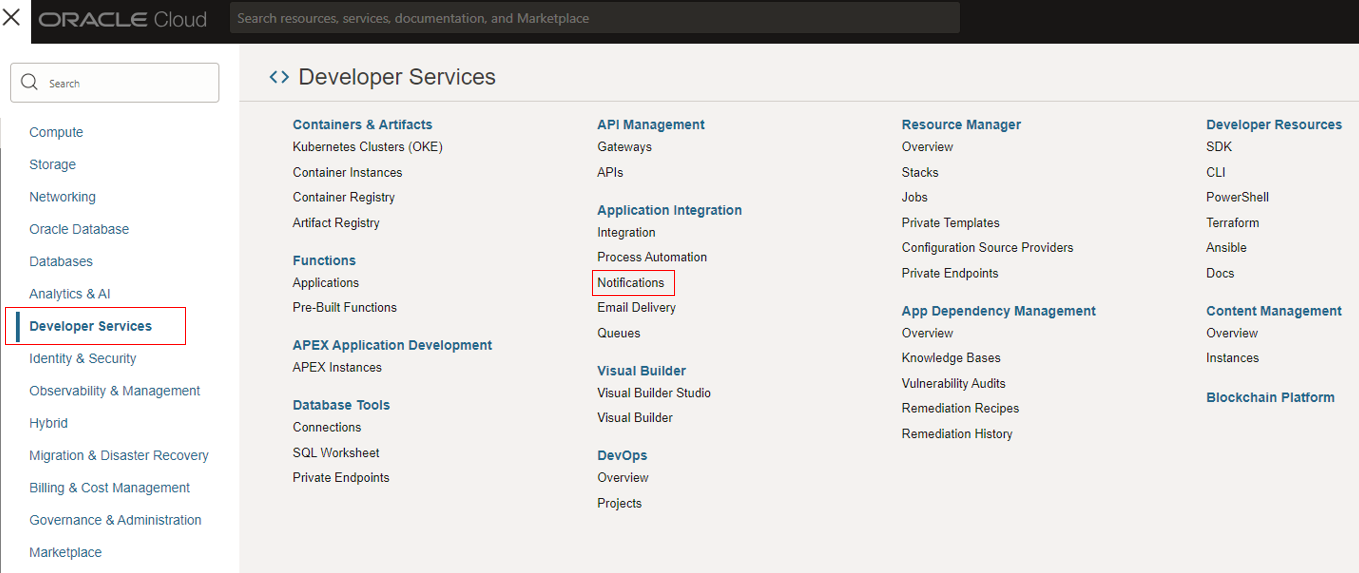 ORACLE Cloud
Search resources, services, documentation, and Marketplace
Search
Compute
Storage
Networking
Oracle Database
Databases
Analytics & AI
Developer Services
Identity & Security
Observability & Management
Hybrid
Migration & Disaster Recovery
Billing & Cost Management
Governance & Administration
Marketplace
Developer Services
Containers & Artifacts
Kubernetes Clusters (OKE)
Container Instances
Container Registry
Artifact Registry
Functions
Applications
Pre-Built Functions
APEX Application Development
APEX Instances
Database Tools
Connections
SQL Worksheet
Private Endpoints
API Management
Gateways
APIs
Application Integration
Integration
Process Automation
Notifications
Email Delivery
Queues
Visual Builder
Visual Builder Studio
Visual Builder
DevOps
Overview
Projects
Resource Manager
Overview
Stacks
Jobs
Private Templates
Configuration Source Providers
Private Endpoints
App Dependency Management
Overview
Knowledge Bases
Vulnerability Audits
Remediation Recipes
Remediation History
Developer Resources
SDK
CLI
PowerShell
Terraform
Ansible
Docs
Content Management
Overview
Instances
Blockchain Platform